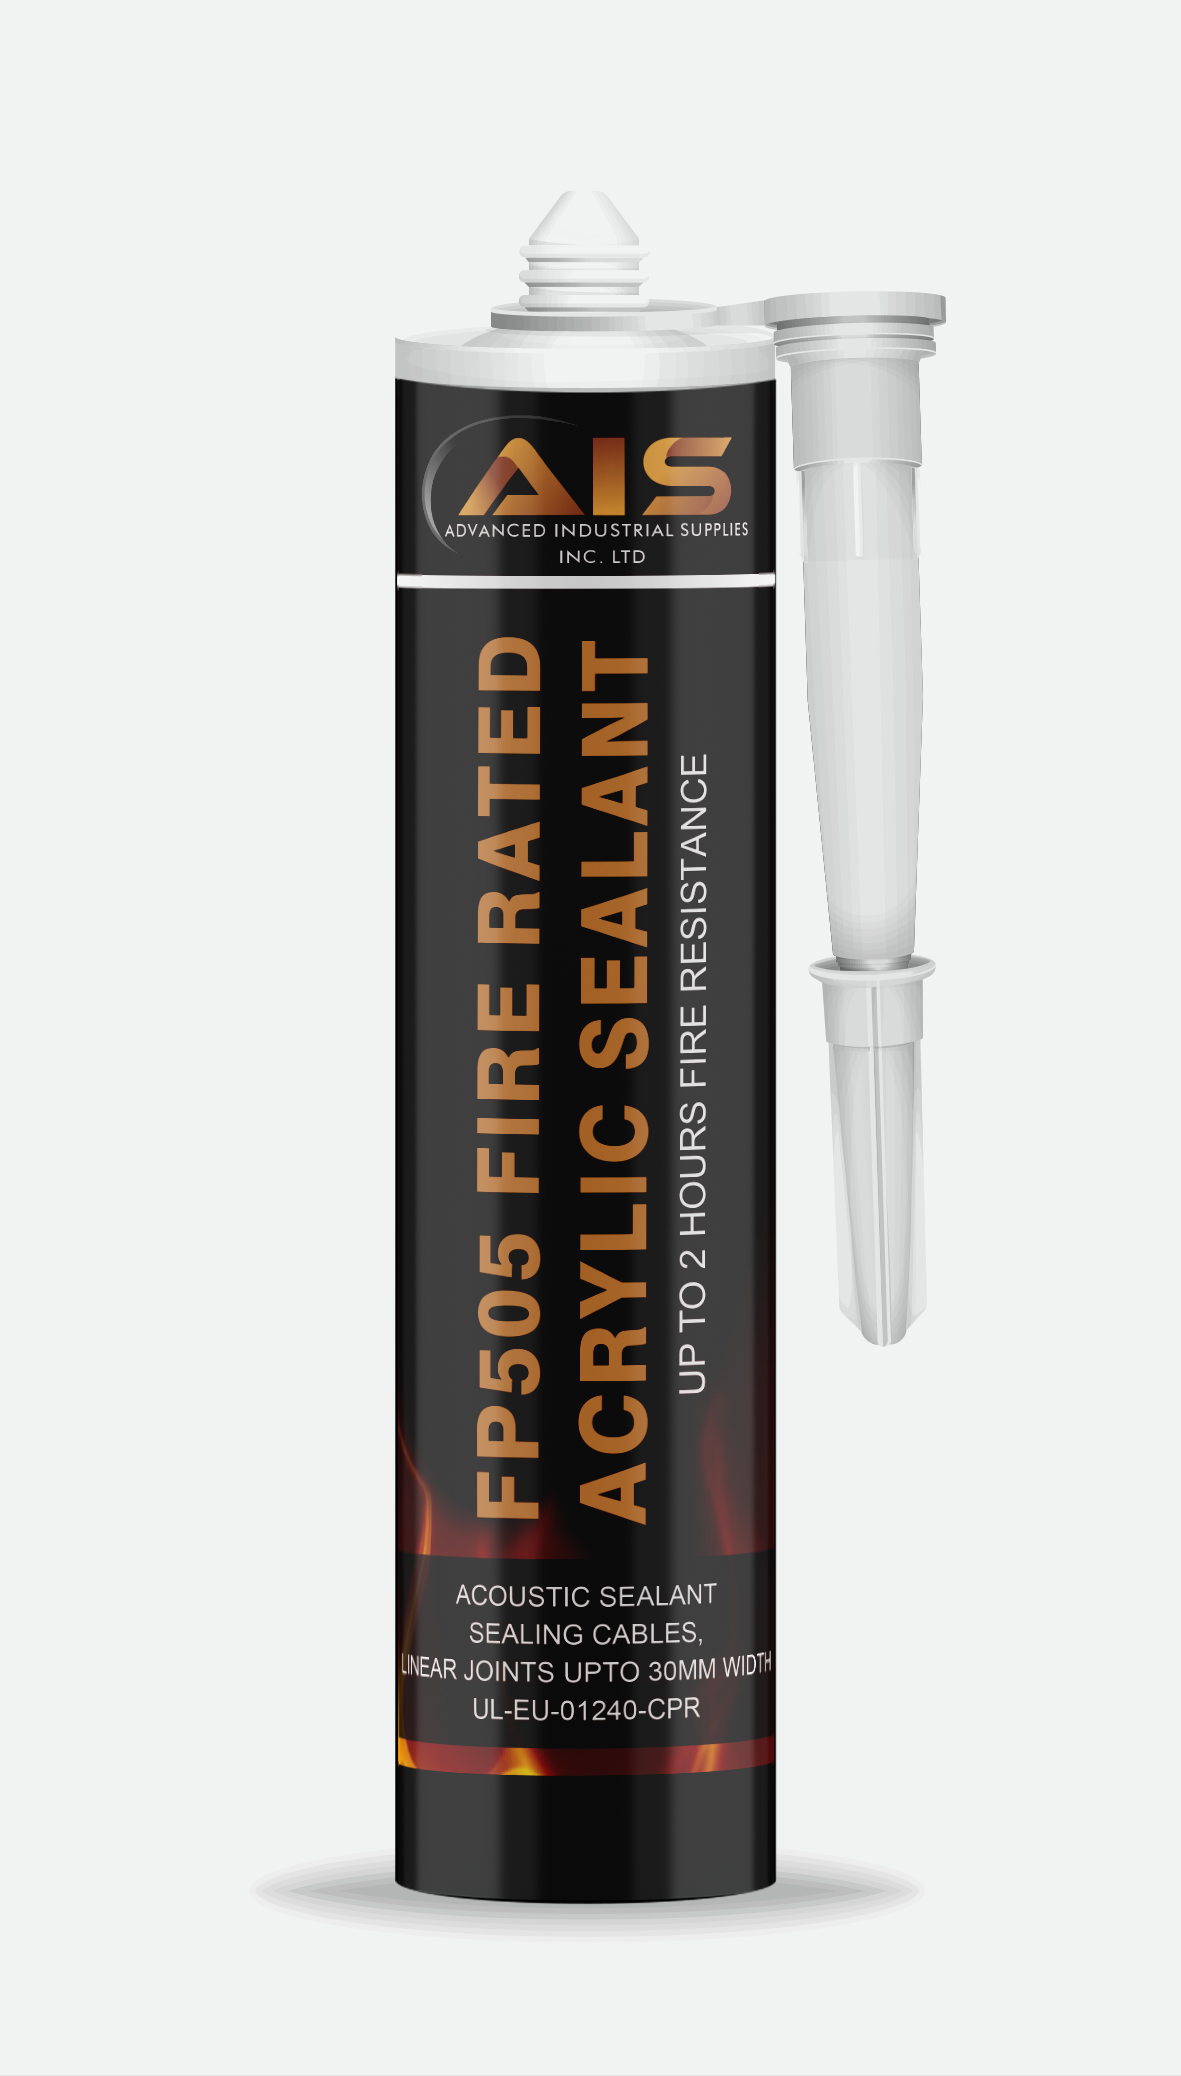 AIS
ADVANCED INDUSTRIAL SUPPLIES
INC. LTD
FP505 FIRE RATED
ACRYLIC SEALANT
UP TO 2 HOURS FIRE RESISTANCE
ACOUSTIC SEALANT
SEALING CABLES,
LINEAR JOINTS UPTO 30MM WIDTH
UL-EU-01240-CPR